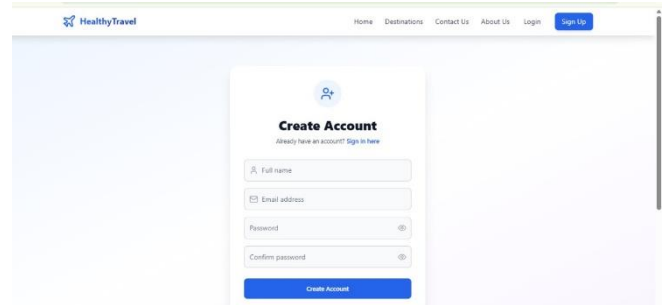 HealthyTravel
Home Destinations Contact Us About Us Login Sign Up
Create Account
Already have an account? Sign in here
Full name
Email address
Password
Confirm password
Create Account